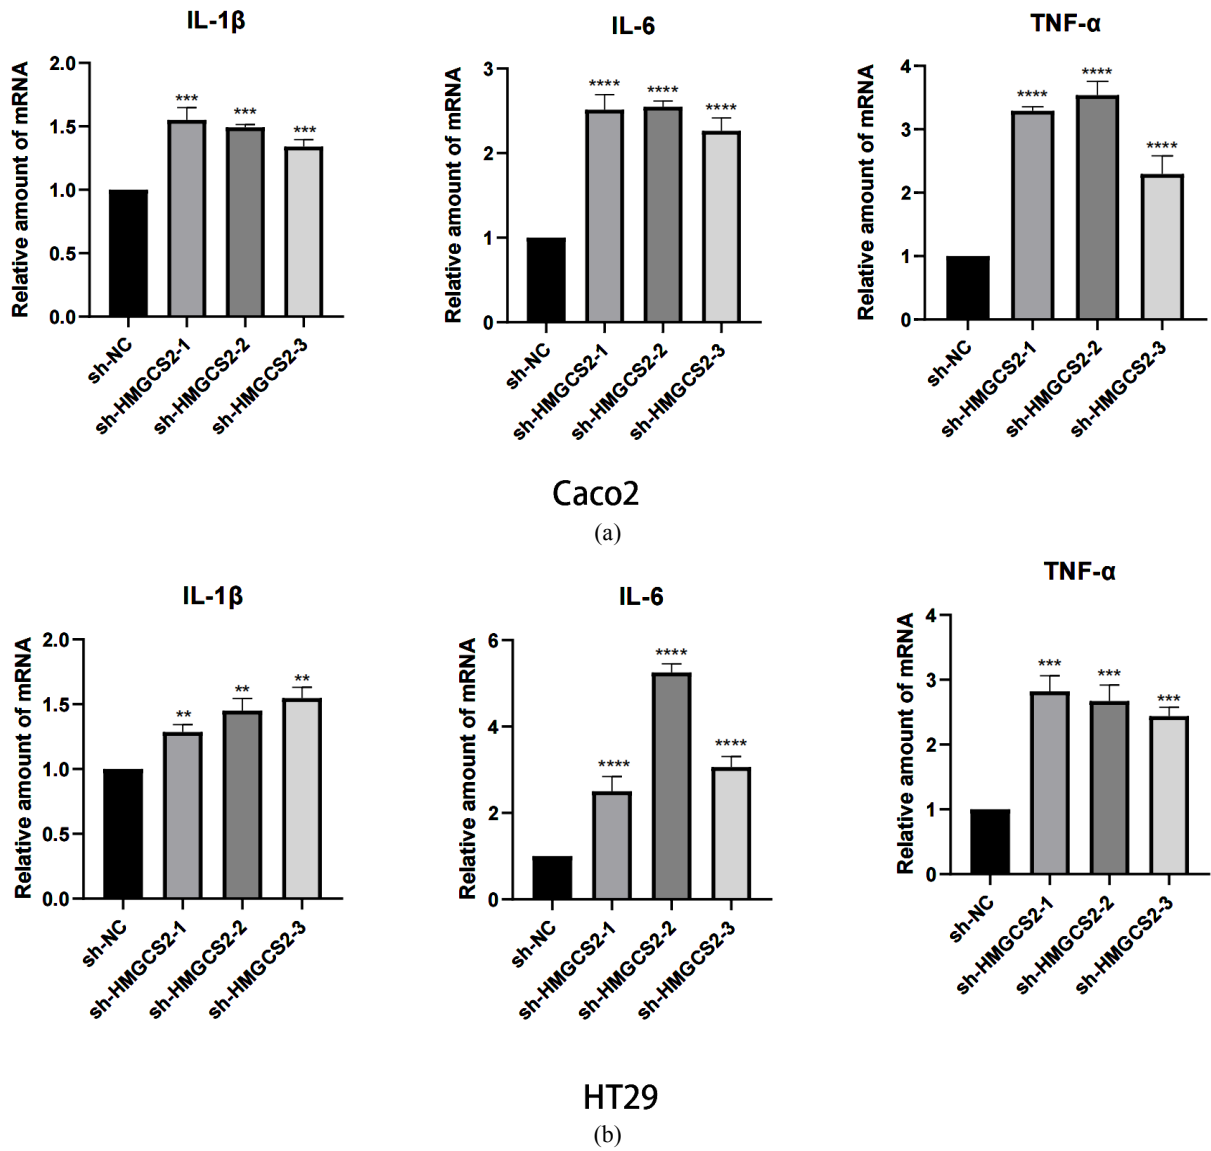 IL-1β
IL-6
TNF-α
Relative amount of mRNA
2.0
1.5
1.0
0.5
0.0
***
***
***
sh-NC
sh-HMGCS2-1
sh-HMGCS2-2
sh-HMGCS2-3
Relative amount of mRNA
3
2
1
0
****
****
****
sh-NC
sh-HMGCS2-1
sh-HMGCS2-2
sh-HMGCS2-3
Relative amount of mRNA
4
3
2
1
0
****
****
****
sh-NC
sh-HMGCS2-1
sh-HMGCS2-2
sh-HMGCS2-3
Caco2
(a)
IL-1β
IL-6
TNF-α
Relative amount of mRNA
2.0
1.5
1.0
0.5
0.0
**
**
**
sh-NC
sh-HMGCS2-1
sh-HMGCS2-2
sh-HMGCS2-3
Relative amount of mRNA
6
4
2
0
****
****
****
sh-NC
sh-HMGCS2-1
sh-HMGCS2-2
sh-HMGCS2-3
Relative amount of mRNA
4
3
2
1
0
***
***
***
sh-NC
sh-HMGCS2-1
sh-HMGCS2-2
sh-HMGCS2-3
HT29
(b)